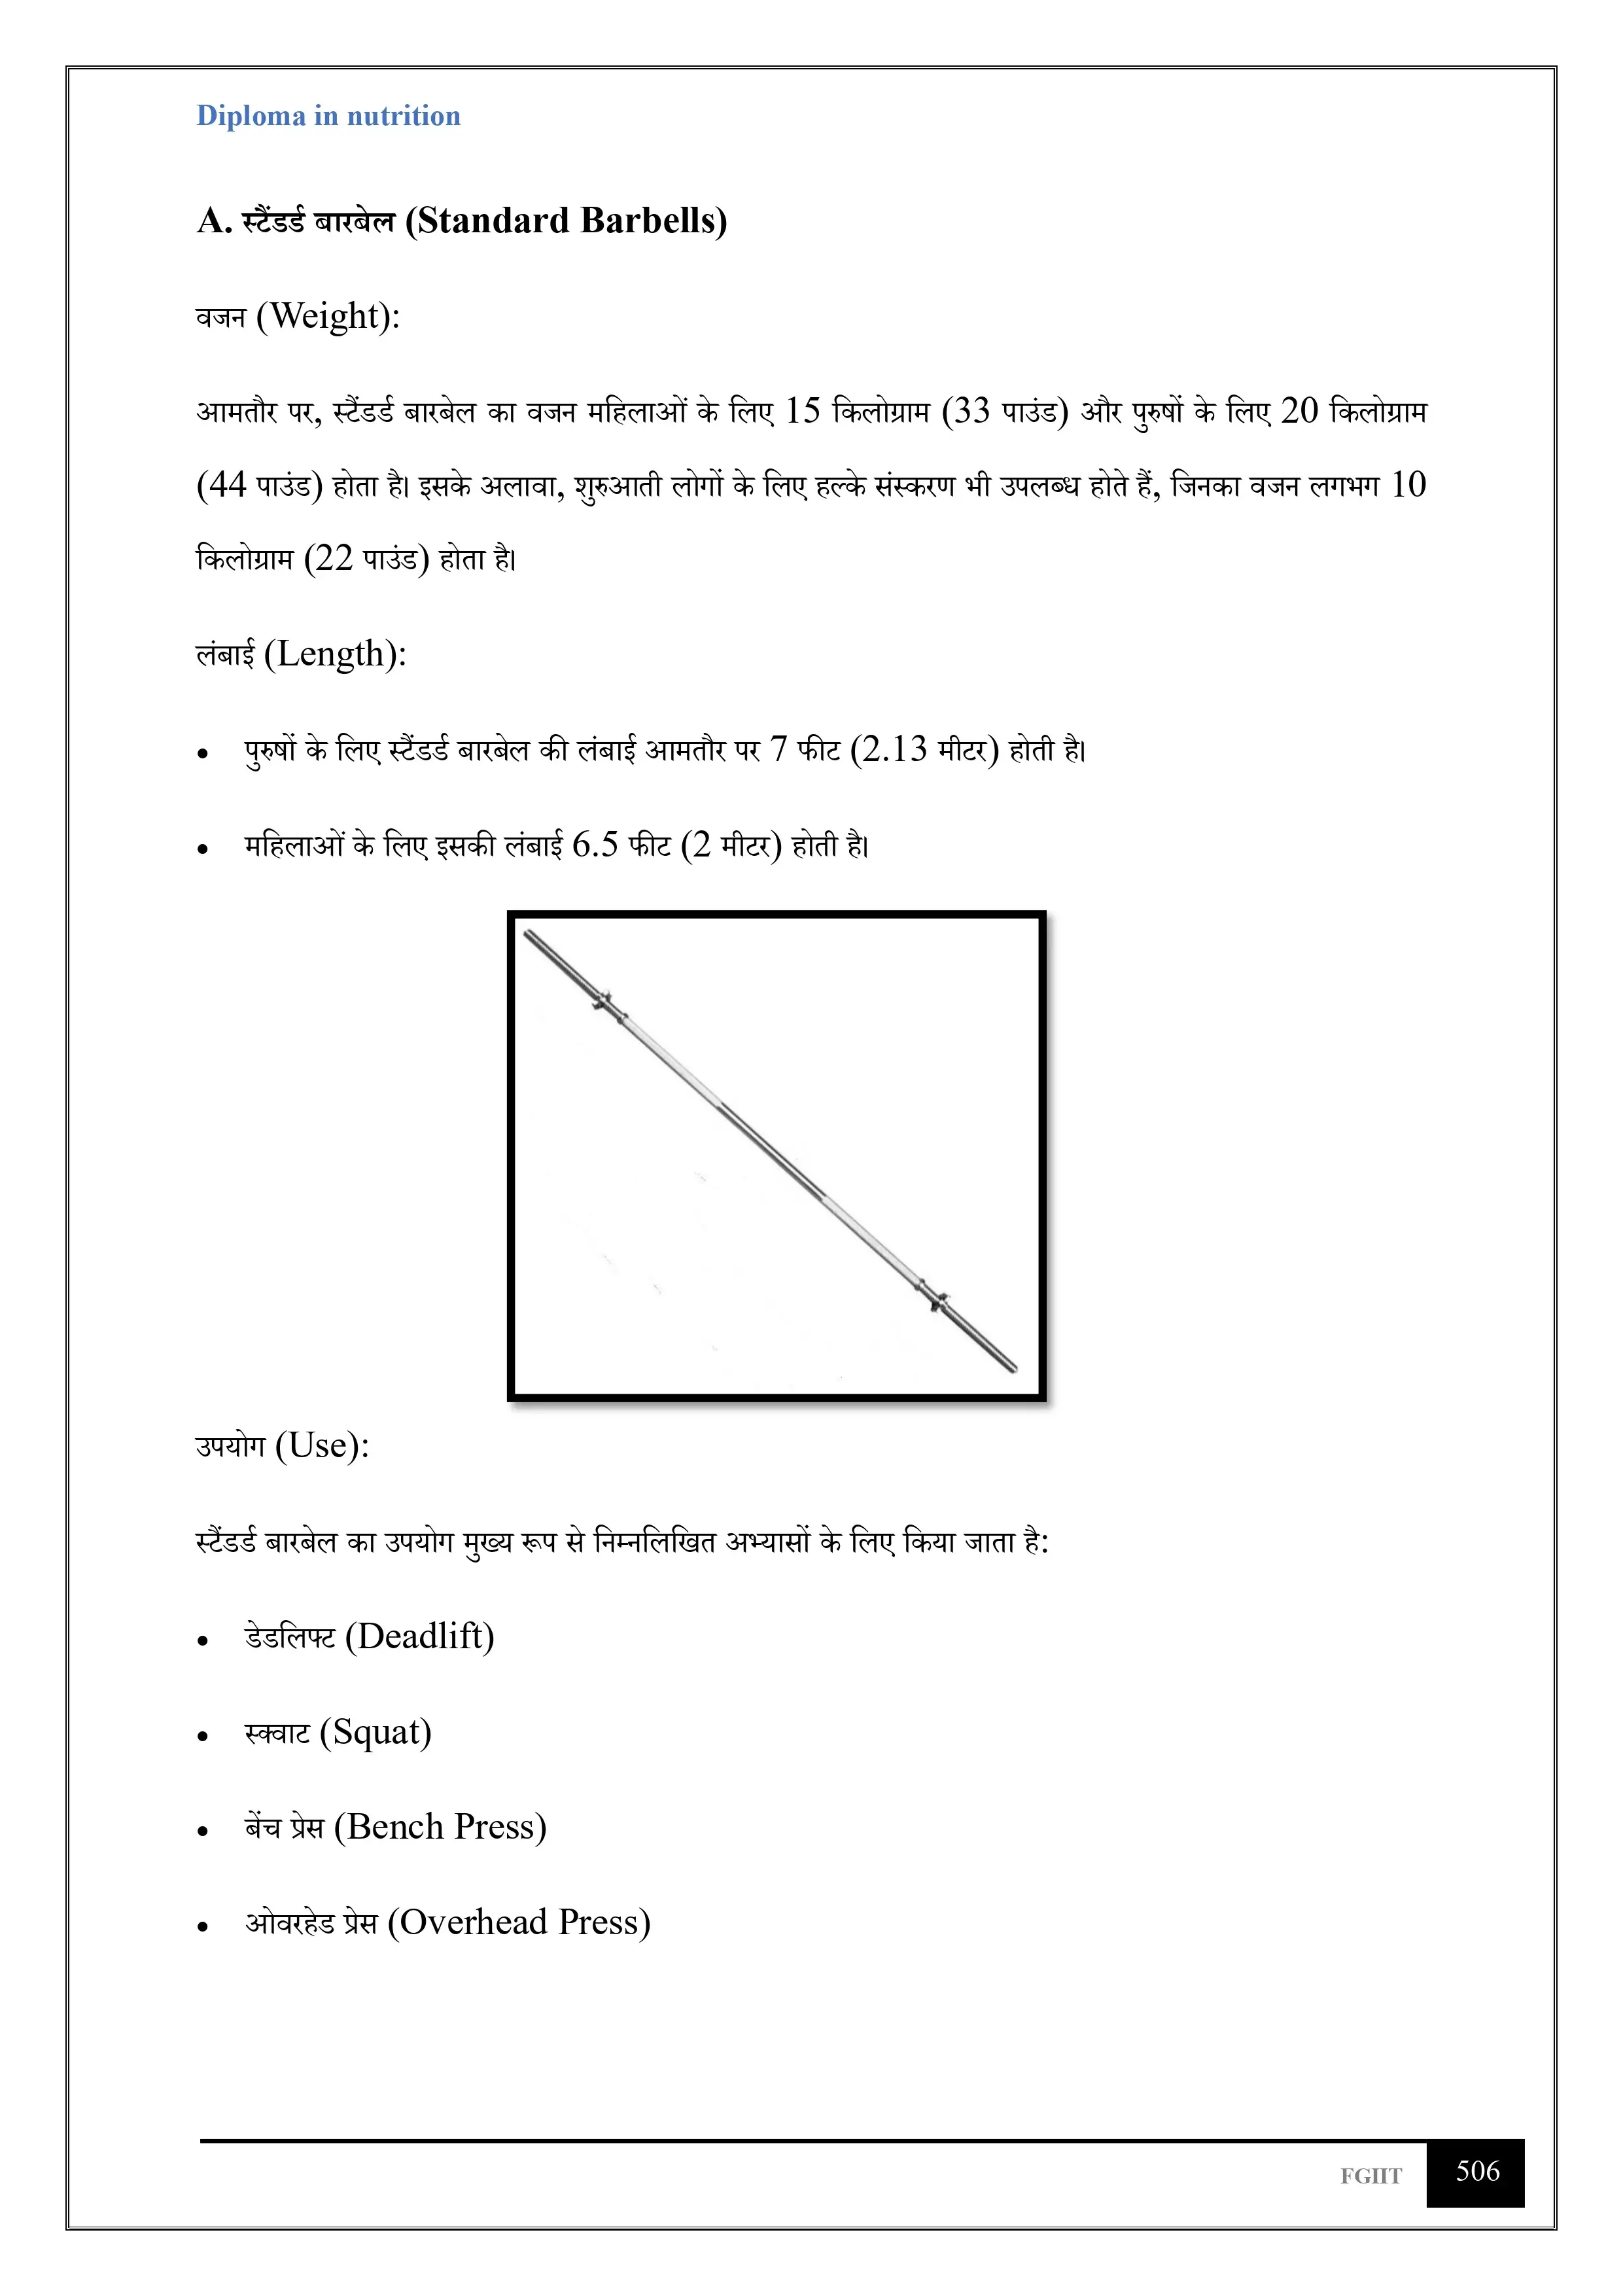 Diploma in nutrition
A. स्टैंडर्ड बारबेल (Standard Barbells)
वजन (Weight):
आमतौर पर, स्टैंडर्ड बारबेल का वजन महिलाओं के लिए 15 किलोग्राम (33 पाउंड) और पुरुषों के लिए 20 किलोग्राम
(44 पाउंड) होता है। इसके अलावा, शुरुआती लोगों के लिए हल्के संस्करण भी उपलब्ध होते हैं, जिनका वजन लगभग 10
किलोग्राम (22 पाउंड) होता है।
लंबाई (Length):
• पुरुषों के लिए स्टैंडर्ड बारबेल की लंबाई आमतौर पर 7 फीट (2.13 मीटर) होती है।
• महिलाओं के लिए इसकी लंबाई 6.5 फीट (2 मीटर) होती है।
उपयोग (Use):
स्टैंडर्ड बारबेल का उपयोग मुख्य रूप से निम्नलिखित अभ्यासों के लिए किया जाता है:
• डेडलिफ्ट (Deadlift)
• स्क्वाट (Squat)
• बेंच प्रेस (Bench Press)
• ओवरहेड प्रेस (Overhead Press)
FGIIT 506